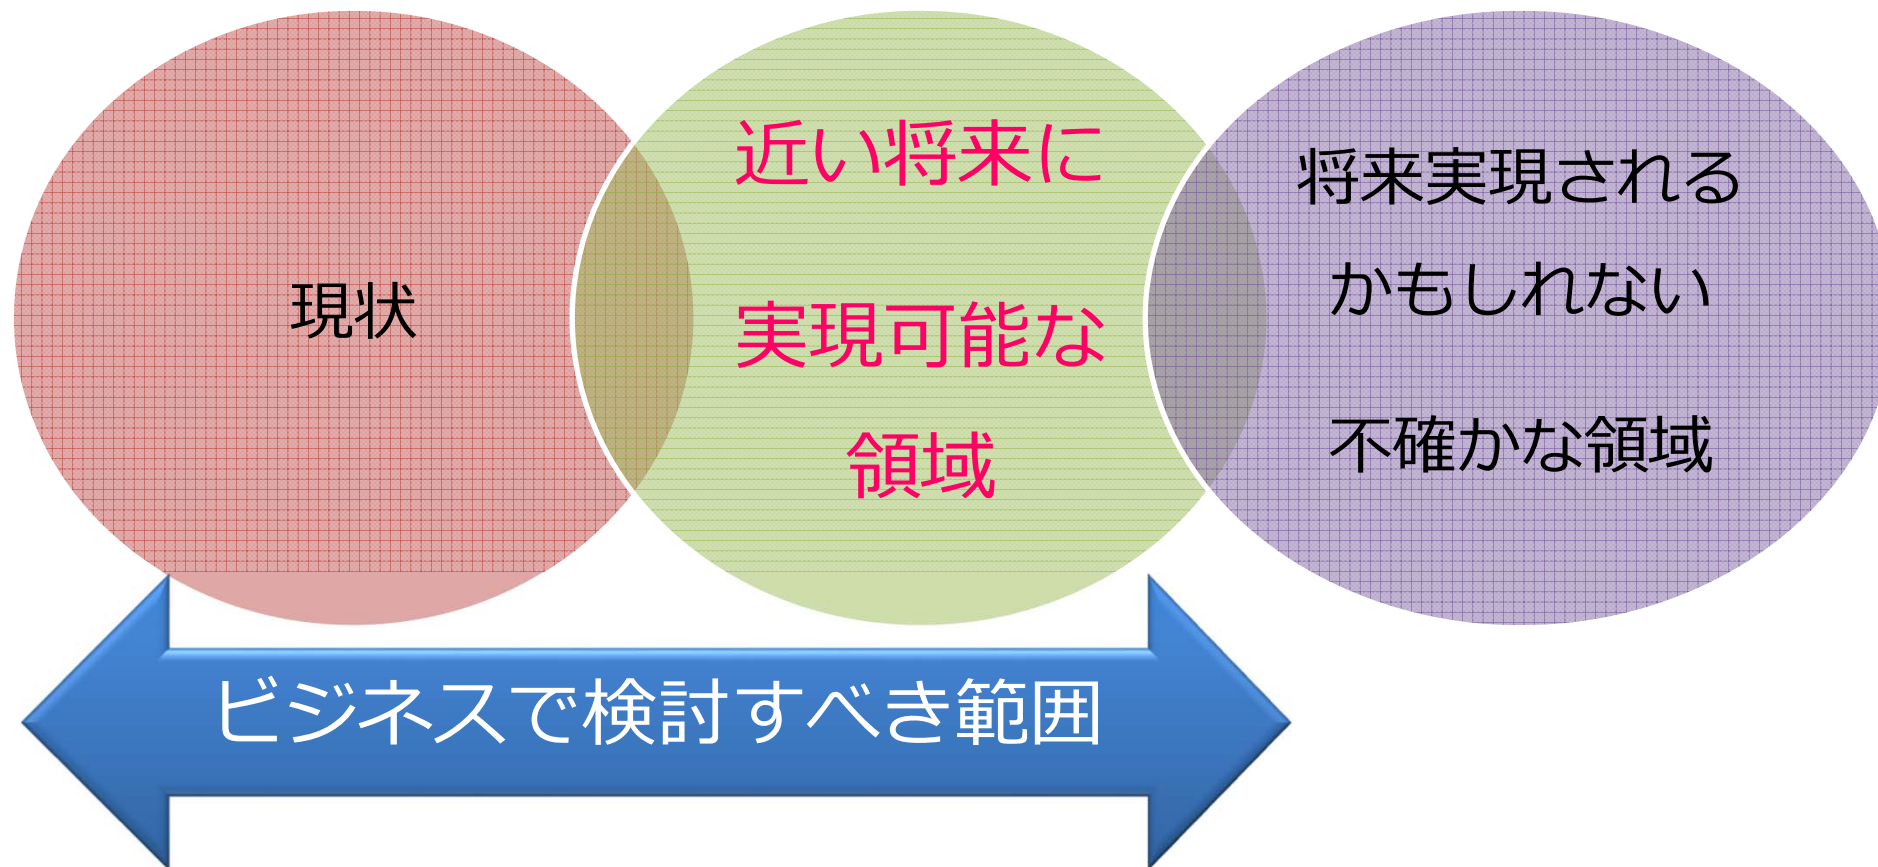 現状
近い将来に
実現可能な
領域
将来実現される
かもしれない
不確かな領域
ビジネスで検討すべき範囲